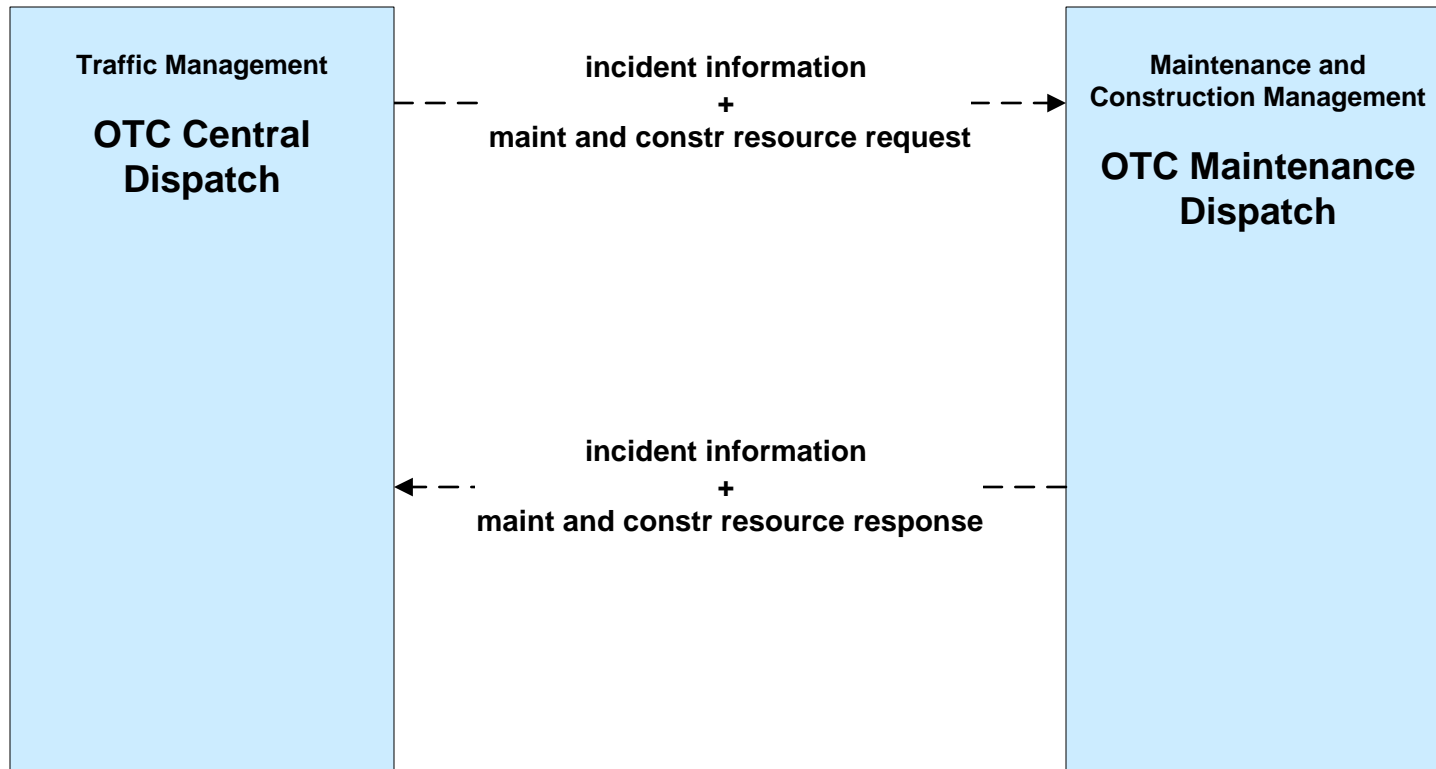 Traffic Management
OTC Central
Dispatch
incident information
+
maint and constr resource request
Maintenance and
Construction Management
OTC Maintenance
Dispatch
incident information
+
maint and constr resource response